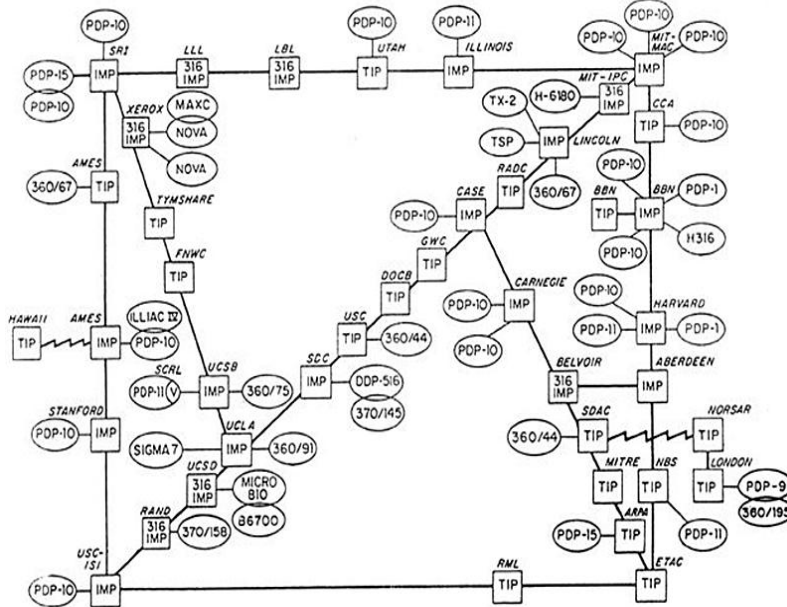 PDP-10
SRI
PDP-15
IMP
PDP-10
LLL
316
IMP
LBL
316
IMP
UTAH
PDP-10
TIP
PDP-11
ILLINOIS
IMP
PDP-10
MIT-
MAC
PDP-10
PDP-10
IMP
MIT-IPC
H-6180
316
IMP
CCA
TIP
PDP-10
XEROX
316
IMP
MAXC
NOVA
NOVA
TX-2
TSP
IMP
LINCOLN
360/67
RADC
TIP
AMES
360/67
TIP
TYMSHARE
TIP
CASE
PDP-10
IMP
PDP-10
BBN
TIP
BBN
IMP
PDP-1
PDP-10
H316
FNWC
TIP
GWC
TIP
DOCB
TIP
CARNEGIE
PDP-10
IMP
PDP-10
PDP-10
HARVARD
PDP-11
IMP
PDP-1
HAWAII
TIP
AMES
IMP
ILLIAC IV
PDP-10
USC
TIP
360/44
SCRL
PDP-11 V
UCSB
IMP
360/75
SDC
IMP
DDP-516
370/145
BELVOIR
316
IMP
ABERDEEN
IMP
STANFORD
PDP-10
IMP
UCLA
SIGMA 7
IMP
360/91
360/44
SDAC
TIP
NORSAR
TIP
UCSD
316
IMP
MICRO
810
B6700
MITRE
TIP
NBS
TIP
PDP-11
LONDON
TIP
PDP-9
360/195
RAND
316
IMP
370/158
ARPA
PDP-15
TIP
USC-
ISI
PDP-10
IMP
RML
TIP
ETAC
TIP